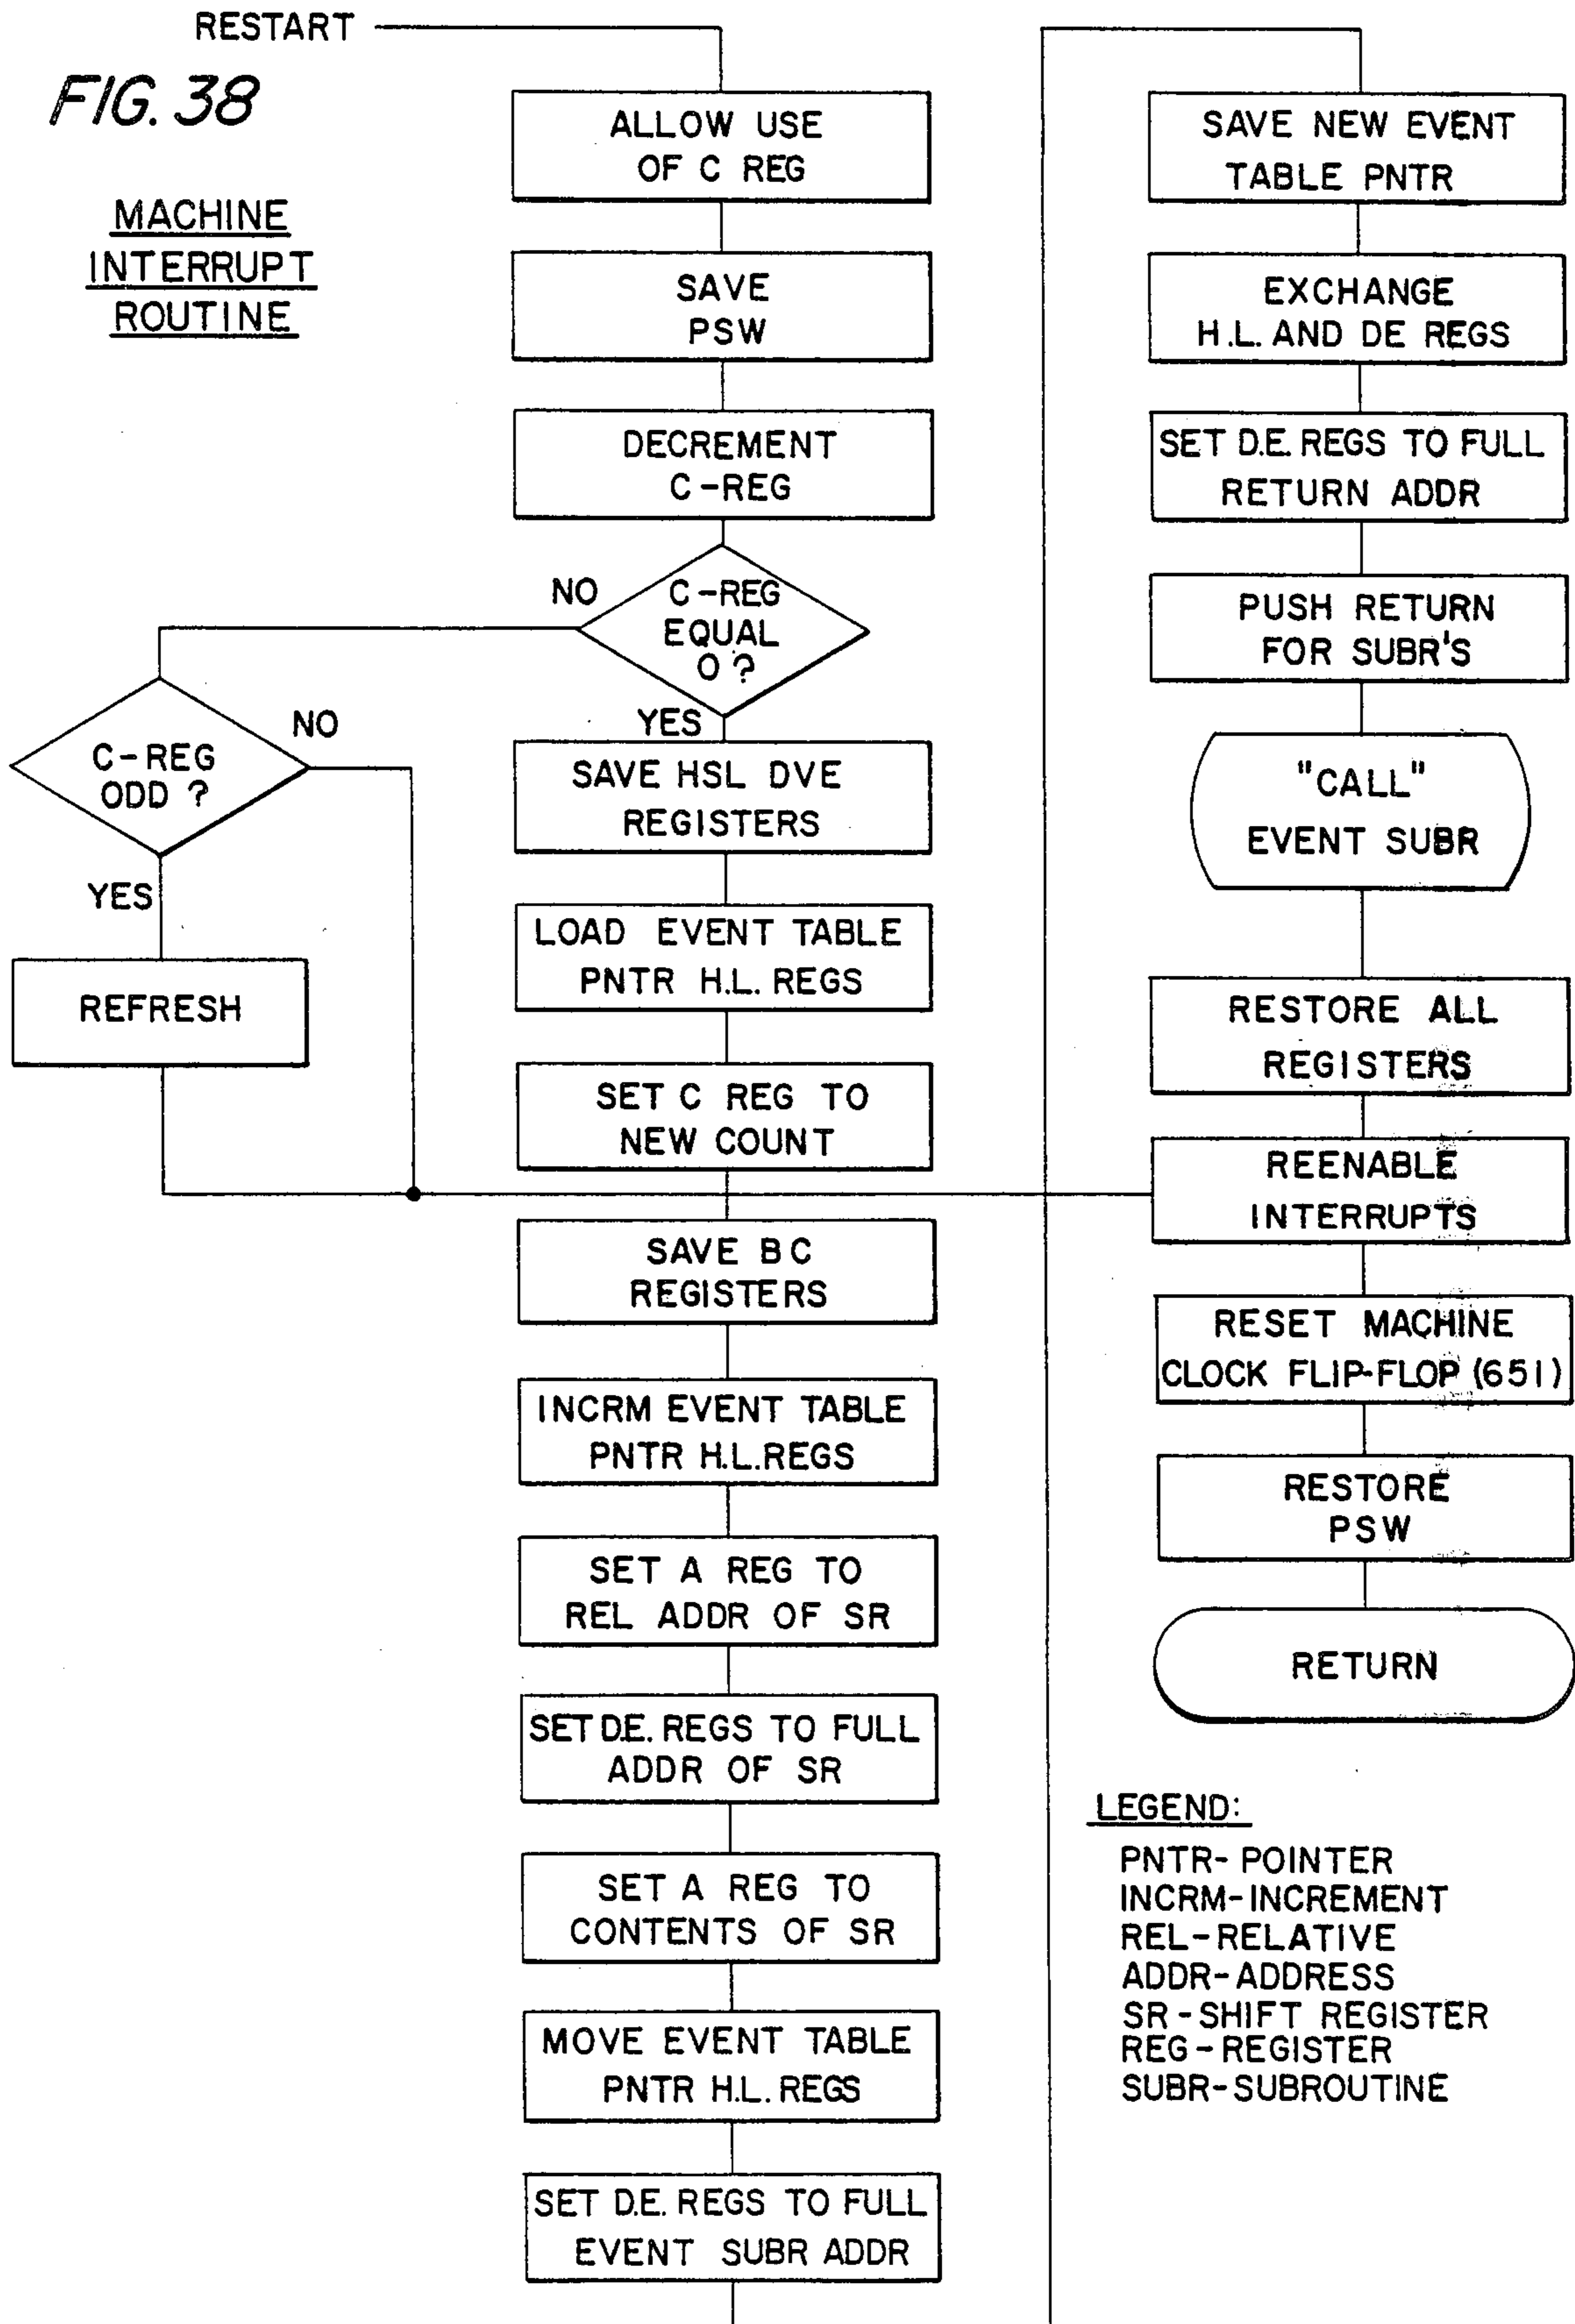 RESTART
FIG. 38
MACHINE
INTERRUPT
ROUTINE
ALLOW USE
OF C REG
SAVE
PSW
DECREMENT
C-REG
C-REG
EQUAL
0 ?
NO
YES
C-REG
ODD ?
NO
YES
REFRESH
SAVE HSL DVE
REGISTERS
LOAD EVENT TABLE
PNTR H.L. REGS
SET C REG TO
NEW COUNT
SAVE BC
REGISTERS
INCRM EVENT TABLE
PNTR H.L.REGS
SET A REG TO
REL ADDR OF SR
SET D.E. REGS TO FULL
ADDR OF SR
SET A REG TO
CONTENTS OF SR
MOVE EVENT TABLE
PNTR H.L. REGS
SET D.E. REGS TO FULL
EVENT SUBR ADDR
SAVE NEW EVENT
TABLE PNTR
EXCHANGE
H.L. AND DE REGS
SET D.E. REGS TO FULL
RETURN ADDR
PUSH RETURN
FOR SUBR'S
"CALL"
EVENT SUBR
RESTORE ALL
REGISTERS
REENABLE
INTERRUPTS
RESET MACHINE
CLOCK FLIP-FLOP (651)
RESTORE
PSW
RETURN
LEGEND:
PNTR- POINTER
INCRM-INCREMENT
REL-RELATIVE
ADDR-ADDRESS
SR-SHIFT REGISTER
REG-REGISTER
SUBR-SUBROUTINE